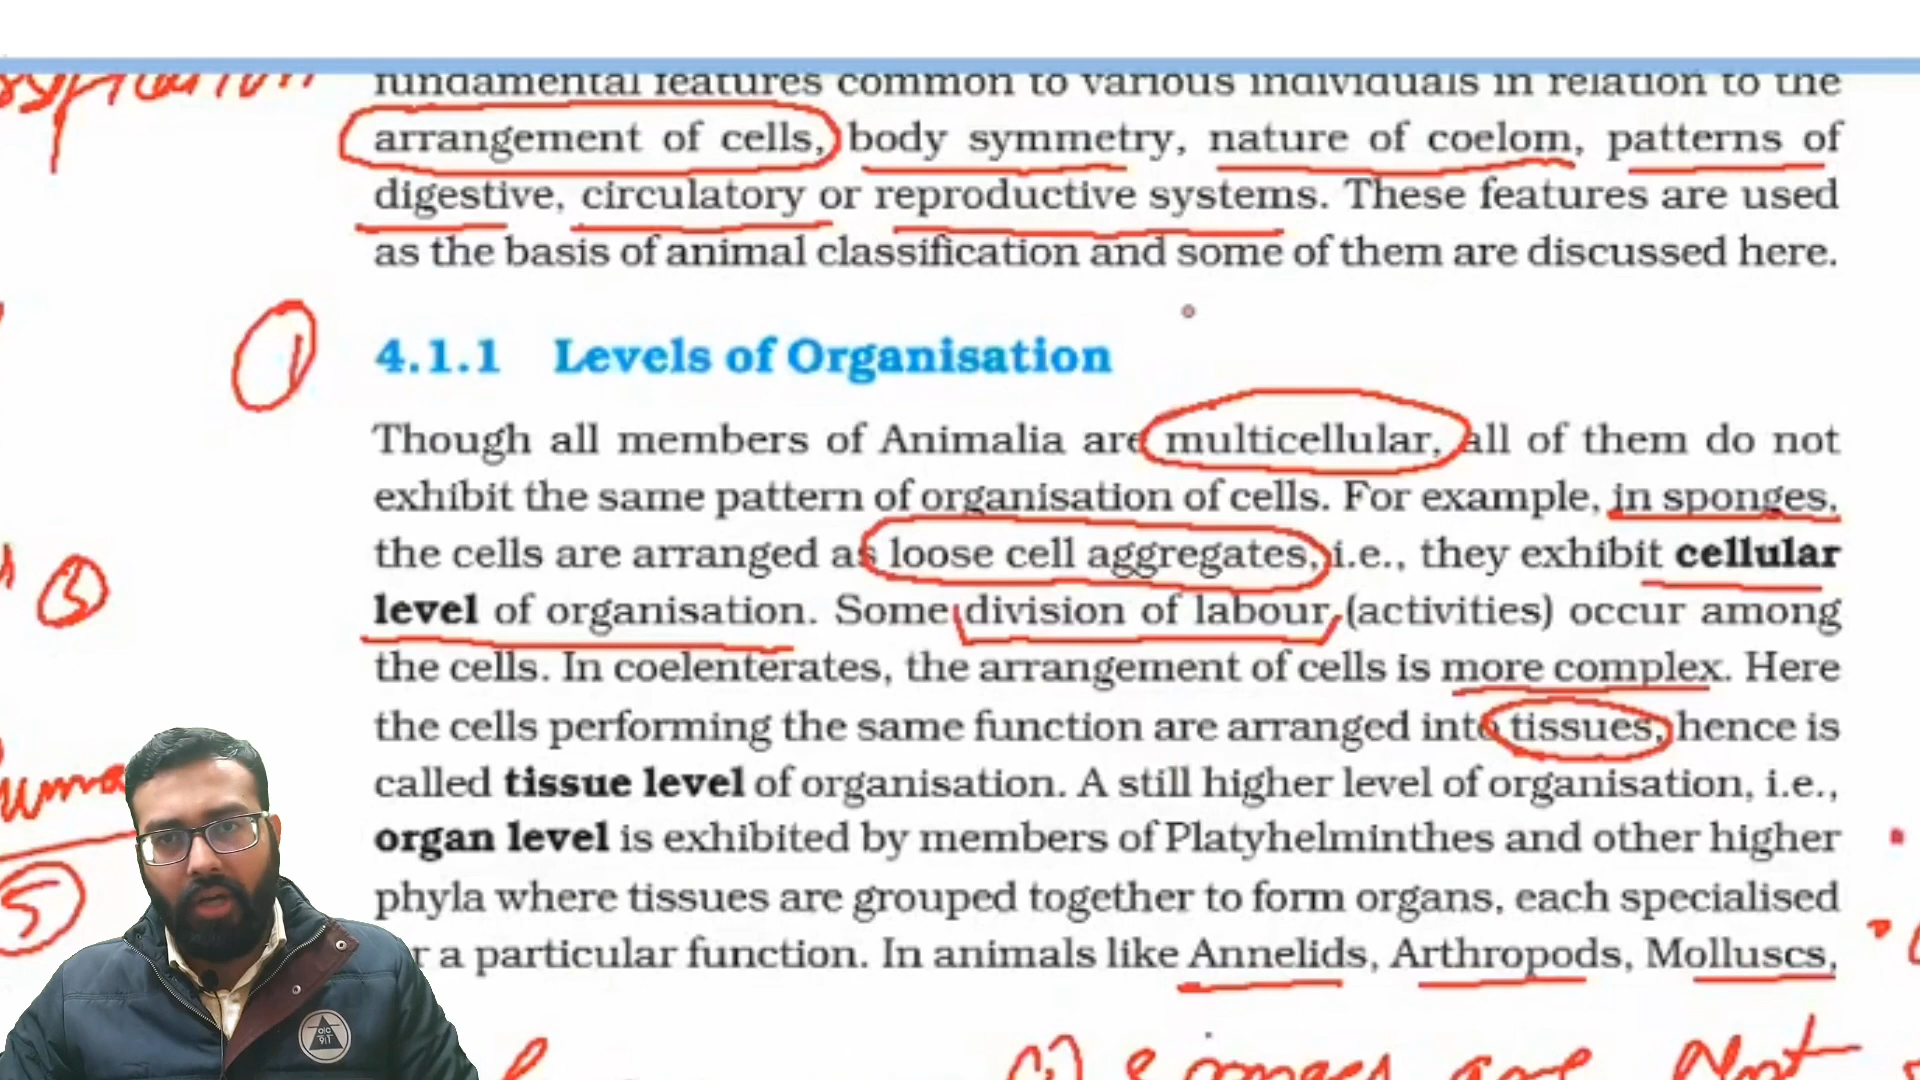 fundamental features common to various individuals in relation to the
arrangement of cells, body symmetry, nature of coelom, patterns of
digestive, circulatory or reproductive systems. These features are used
as the basis of animal classification and some of them are discussed here.
1
4.1.1 Levels of Organisation
Though all members of Animalia are multicellular, all of them do not
exhibit the same pattern of organisation of cells. For example, in sponges,
the cells are arranged as loose cell aggregates, i.e., they exhibit cellular
level of organisation. Some division of labour (activities) occur among
the cells. In coelenterates, the arrangement of cells is more complex. Here
the cells performing the same function are arranged into tissues, hence is
called tissue level of organisation. A still higher level of organisation, i.e.,
organ level is exhibited by members of Platyhelminthes and other higher
phyla where tissues are grouped together to form organs, each specialised
a particular function. In animals like Annelids, Arthropods, Molluscs,
5
(i) sponges are Not